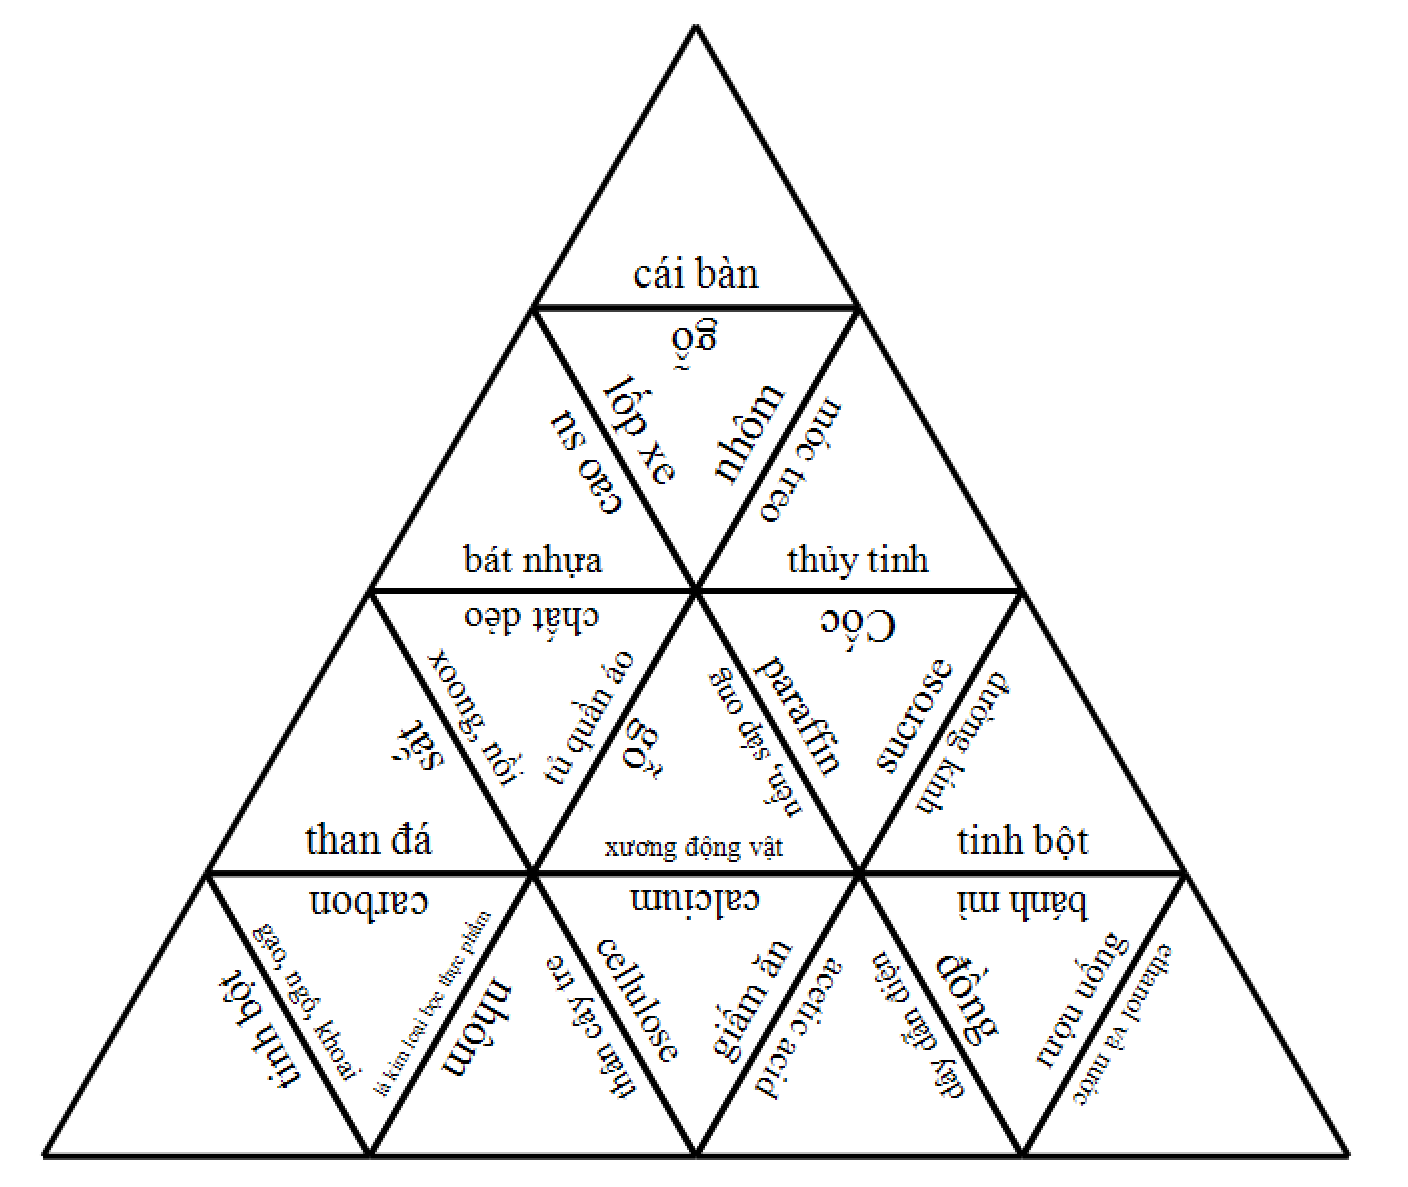 cái bàn
gỗ
lốp xe
nhôm
cao su
móc treo
bát nhựa
thủy tinh
chất dẻo
Cốc
xoong, nồi
tủ quần áo
paraffin
sucrose
sắt
gỗ
nến, sáp ong
đường kính
than đá
xương động vật
tinh bột
carbon
calcium
bánh mì
gạo, ngô, khoai
lá kim loại bọc thực phẩm
cellulose
giấm ăn
đồng
rượu uống
tinh bột
nhôm
thân cây tre
acetic acid
dây dẫn điện
ethanol và nước